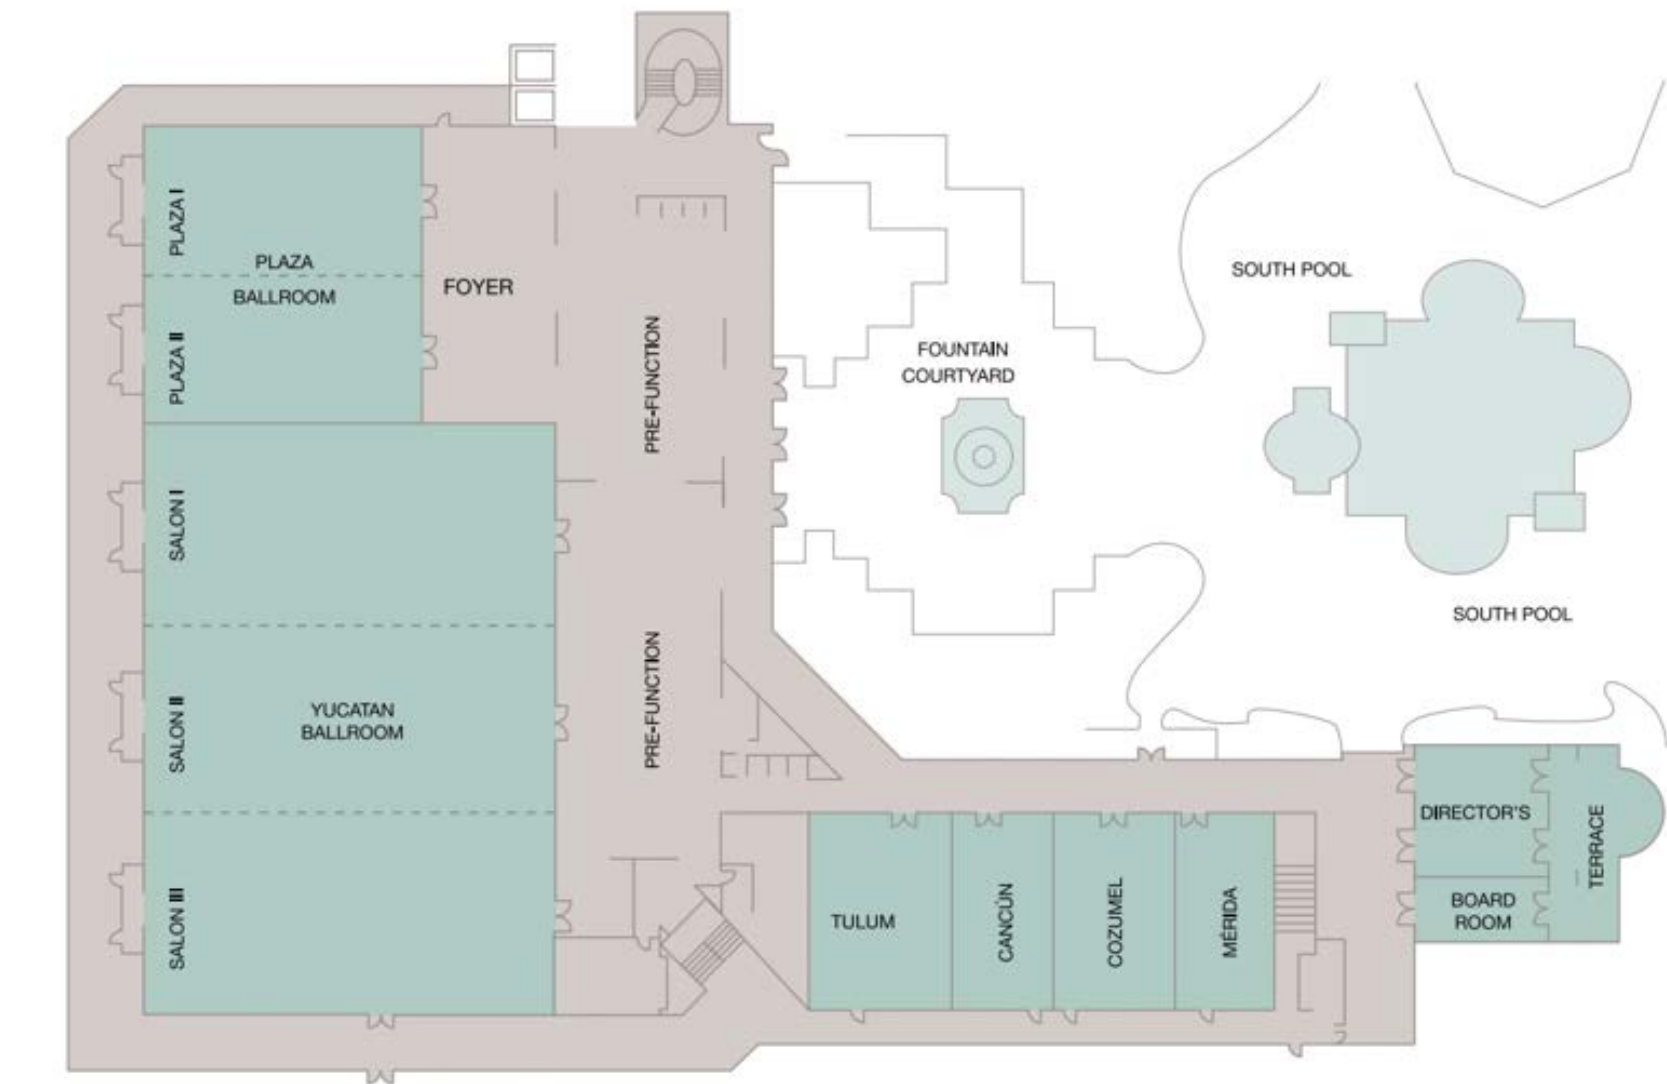 PLAZA I
PLAZA
BALLROOM
PLAZA II
FOYER
PRE-FUNCTION
SOUTH POOL
FOUNTAIN
COURTYARD
SALON I
SOUTH POOL
SALON II
YUCATAN
BALLROOM
PRE-FUNCTION
SALON III
TULUM
CANCÚN
COZUMEL
MÉRIDA
DIRECTOR'S
BOARD
ROOM
TERRACE